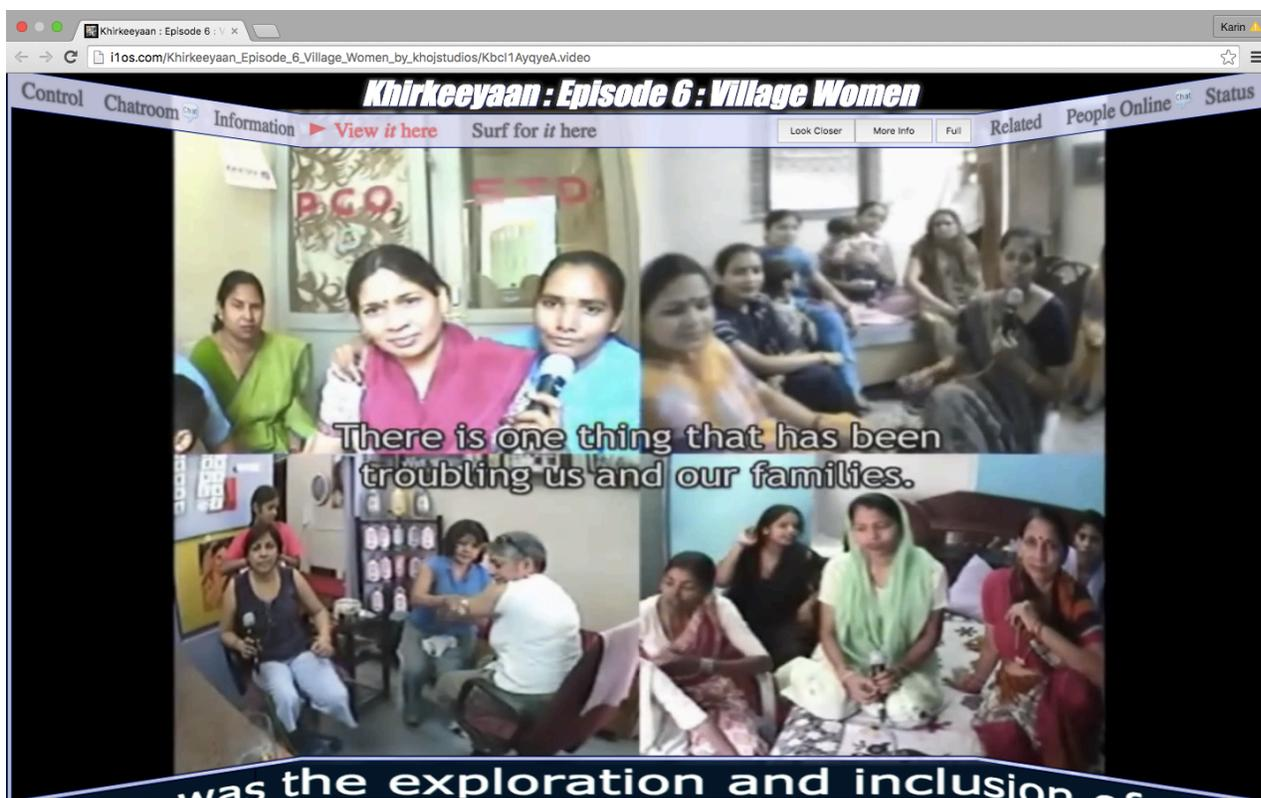 Khirkeeyaan : Episode 6 : V
Karin
i1os.com/Khirkeeyaan_Episode_6_Village_Women_by_khojstudios/Kbcl1AyqyeA.video
Khirkeeyaan : Episode 6 : Village Women
Control
Chatroom Chat
Information
View it here
Surf for it here
Look Closer
More Info
Full
Related
People Online Chat
Status
PCO
STD
There is one thing that has been
troubling us and our families.
was the exploration and inclusion of